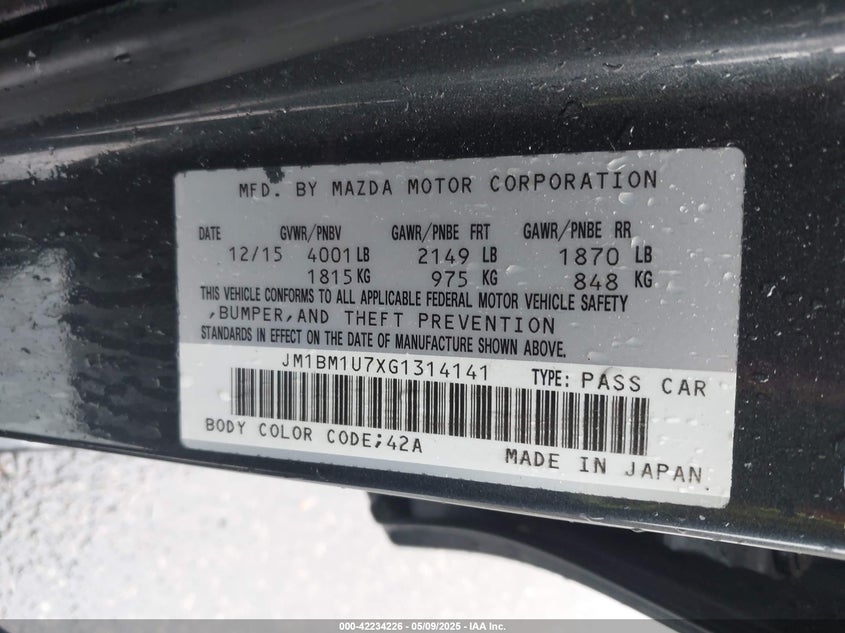 MFD. BY MAZDA MOTOR CORPORATION
DATE GVWR/PNBV GAWR/PNBE FRT GAWR/PNBE RR
12/15 4001 LB 2149 LB 1870 LB
1815 KG 975 KG 848 KG
THIS VEHICLE CONFORMS TO ALL APPLICABLE FEDERAL MOTOR VEHICLE SAFETY
,BUMPER,AND THEFT PREVENTION
STANDARDS IN EFFECT ON THE DATE OF MANUFACTURE SHOWN ABOVE.
JM1BM1U7XG1314141 TYPE: PASS CAR
BODY COLOR CODE;42A
MADE IN JAPAN
000-42234226 - 05/09/2025 - IAA Inc.